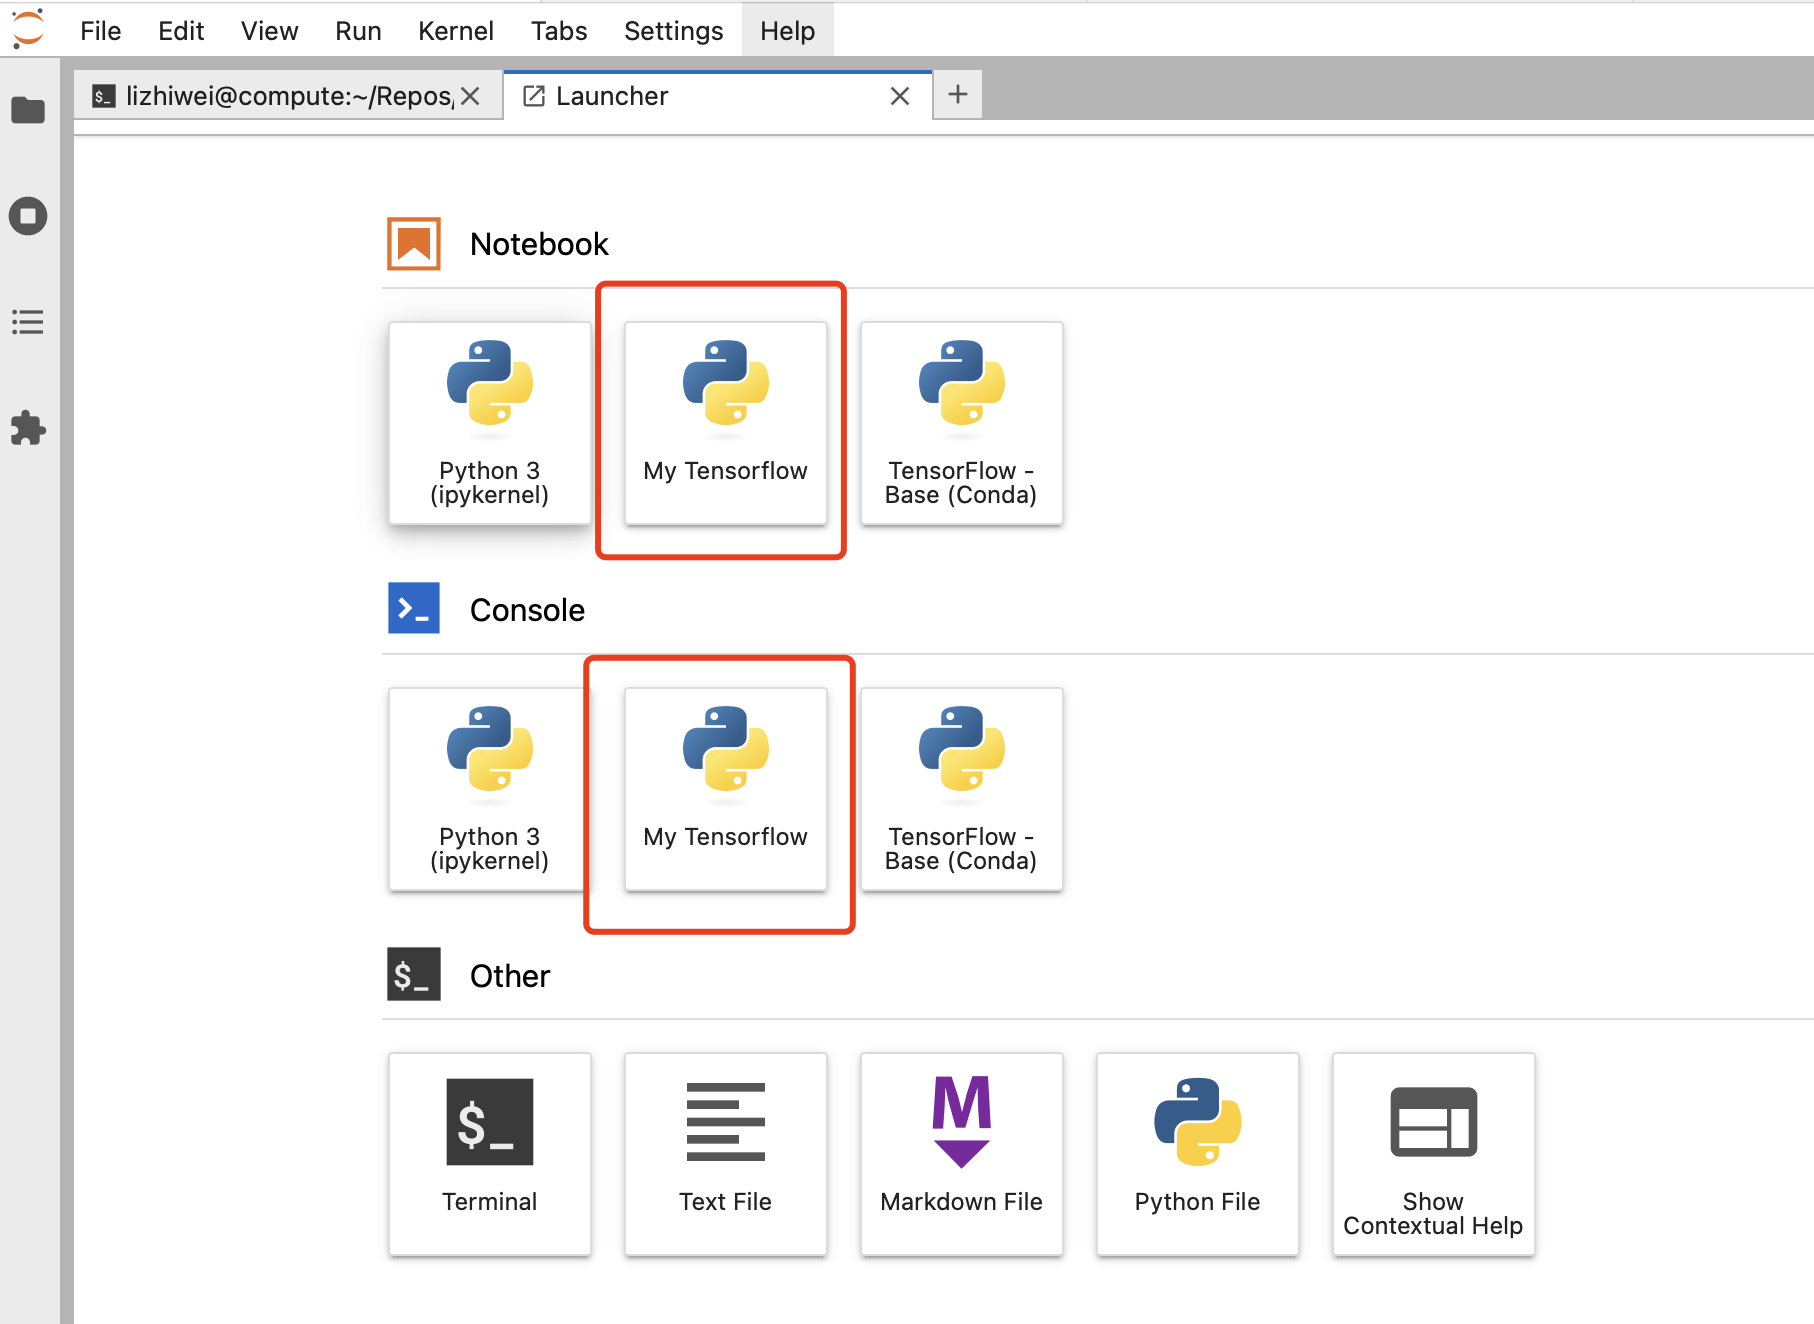 File Edit View Run Kernel Tabs Settings Help
$_ lizhiwei@compute:~/Repos/ Launcher
Notebook
Python 3
(ipykernel)
My Tensorflow
TensorFlow -
Base (Conda)
>_ Console
Python 3
(ipykernel)
My Tensorflow
TensorFlow -
Base (Conda)
$_ Other
$_
Terminal
Text File
M
Markdown File
Python File
Show
Contextual Help